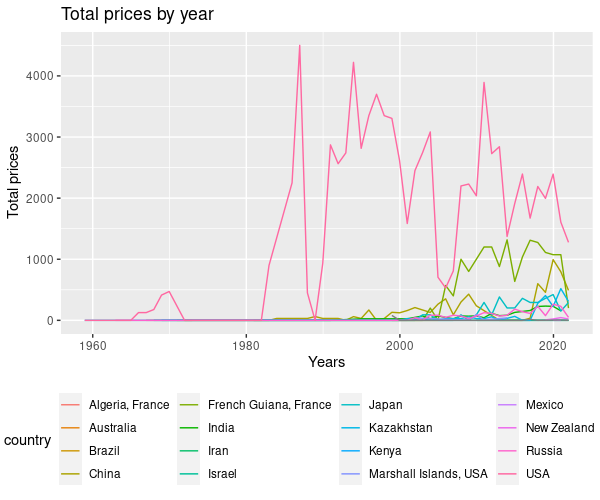 Total prices by year
Total prices
4000
3000
2000
1000
0
1960
1980
2000
2020
Years
country
Algeria, France
Australia
Brazil
China
French Guiana, France
India
Iran
Israel
Japan
Kazakhstan
Kenya
Marshall Islands, USA
Mexico
New Zealand
Russia
USA